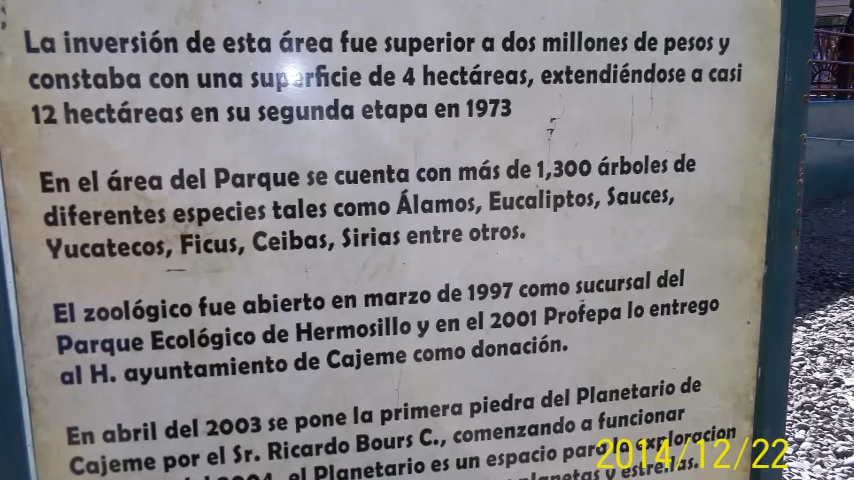 La inversión de esta área fue superior a dos millones de pesos y
constaba con una superficie de 4 hectáreas, extendiéndose a casi
12 hectáreas en su segunda etapa en 1973
En el área del Parque se cuenta con más de 1,300 árboles de
diferentes especies tales como Álamos, Eucaliptos, Sauces,
Yucatecos, Ficus, Ceibas, Sirias entre otros.
El zoológico fue abierto en marzo de 1997 como sucursal del
Parque Ecológico de Hermosillo y en el 2001 Profepa lo entrego
al H. ayuntamiento de Cajeme como donación.
En abril del 2003 se pone la primera piedra del Planetario de
Cajeme por el Sr. Ricardo Bours C., comenzando a funcionar
el Planetario es un espacio para la exploracion
planetas y estrellas.
2014/12/22